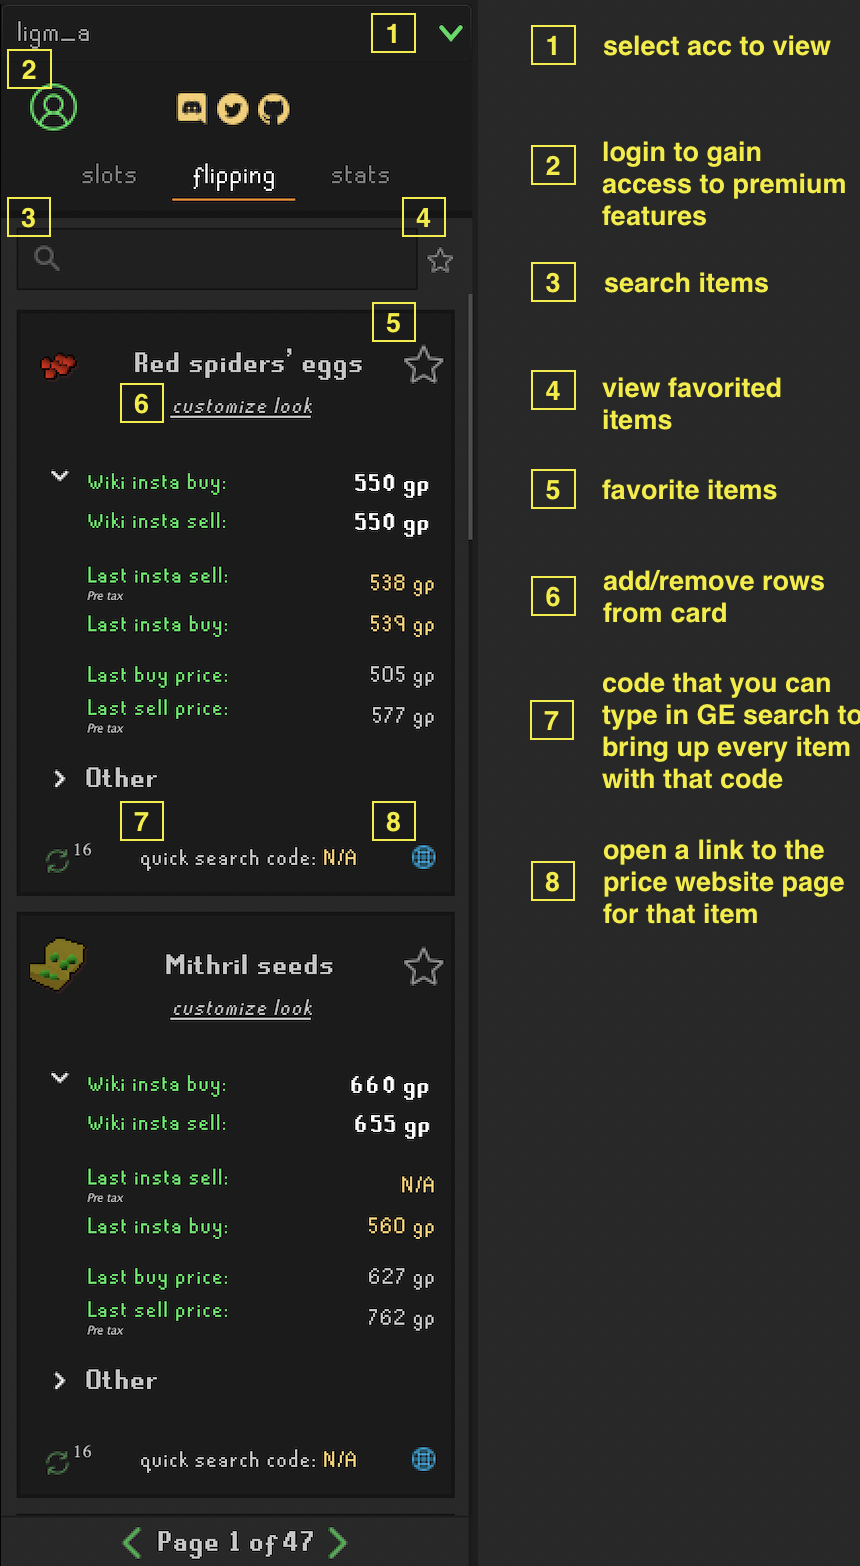 ligm_a
1
2
slots flipping stats
3
4
5
Red spiders' eggs
6
customize look
Wiki insta buy: 550 gp
Wiki insta sell: 550 gp
Last insta sell: 538 gp
Pre tax
Last insta buy: 539 gp
Last buy price: 505 gp
Last sell price: 577 gp
Pre tax
Other
7
8
16
quick search code: N/A
Mithril seeds
customize look
Wiki insta buy: 660 gp
Wiki insta sell: 655 gp
Last insta sell: N/A
Pre tax
Last insta buy: 560 gp
Last buy price: 627 gp
Last sell price: 762 gp
Pre tax
Other
16
quick search code: N/A
Page 1 of 47
1 select acc to view
2 login to gain
access to premium
features
3 search items
4 view favorited
items
5 favorite items
6 add/remove rows
from card
7 code that you can
type in GE search to
bring up every item
with that code
8 open a link to the
price website page
for that item